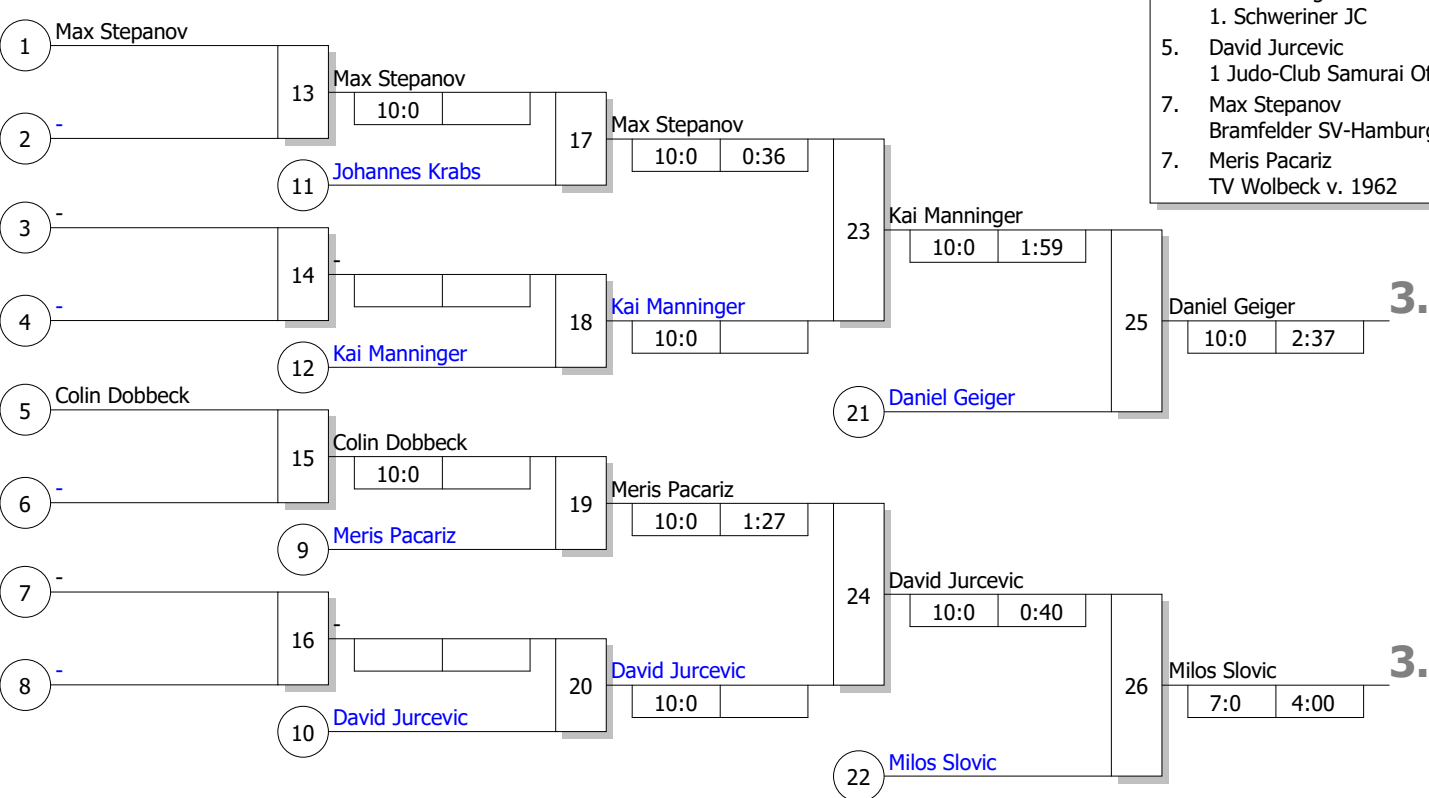 1. Schweriner JC
5. David Jurcevic
1 Judo-Club Samurai
7. Max Stepanov
Bramfelder SV-Hamburg
7. Meris Pacariz
TV Wolbeck v. 1962
1 Max Stepanov
2 -
13 Max Stepanov
10:0
11 Johannes Krabs
17 Max Stepanov
10:0 0:36
3 -
4 -
14 -
12 Kai Manninger
18 Kai Manninger
10:0
23 Kai Manninger
10:0 1:59
21 Daniel Geiger
25 Daniel Geiger
10:0 2:37
3.
5 Colin Dobbeck
6 -
15 Colin Dobbeck
10:0
9 Meris Pacariz
19 Meris Pacariz
10:0 1:27
7 -
8 -
16 -
10 David Jurcevic
20 David Jurcevic
10:0
24 David Jurcevic
10:0 0:40
22 Milos Slovic
26 Milos Slovic
7:0 4:00
3.